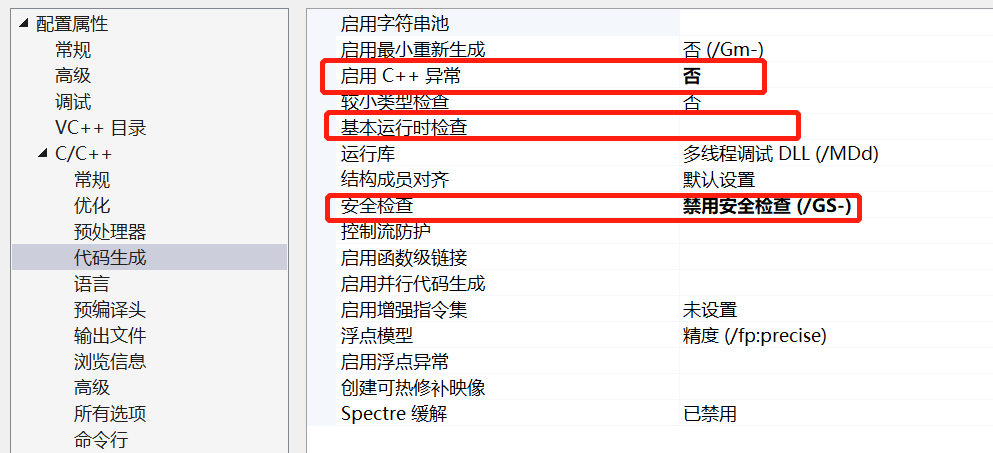 配置属性
常规
高级
调试
VC++ 目录
C/C++
常规
优化
预处理器
代码生成
语言
预编译头
输出文件
浏览信息
高级
所有选项
命令行
启用字符串池
启用最小重新生成 否 (/Gm-)
启用 C++ 异常 否
较小类型检查 否
基本运行时检查
运行库 多线程调试 DLL (/MDd)
结构成员对齐 默认设置
安全检查 禁用安全检查 (/GS-)
控制流防护
启用函数级链接
启用并行代码生成
启用增强指令集 未设置
浮点模型 精度 (/fp:precise)
启用浮点异常
创建可热修补映像
Spectre 缓解 已禁用